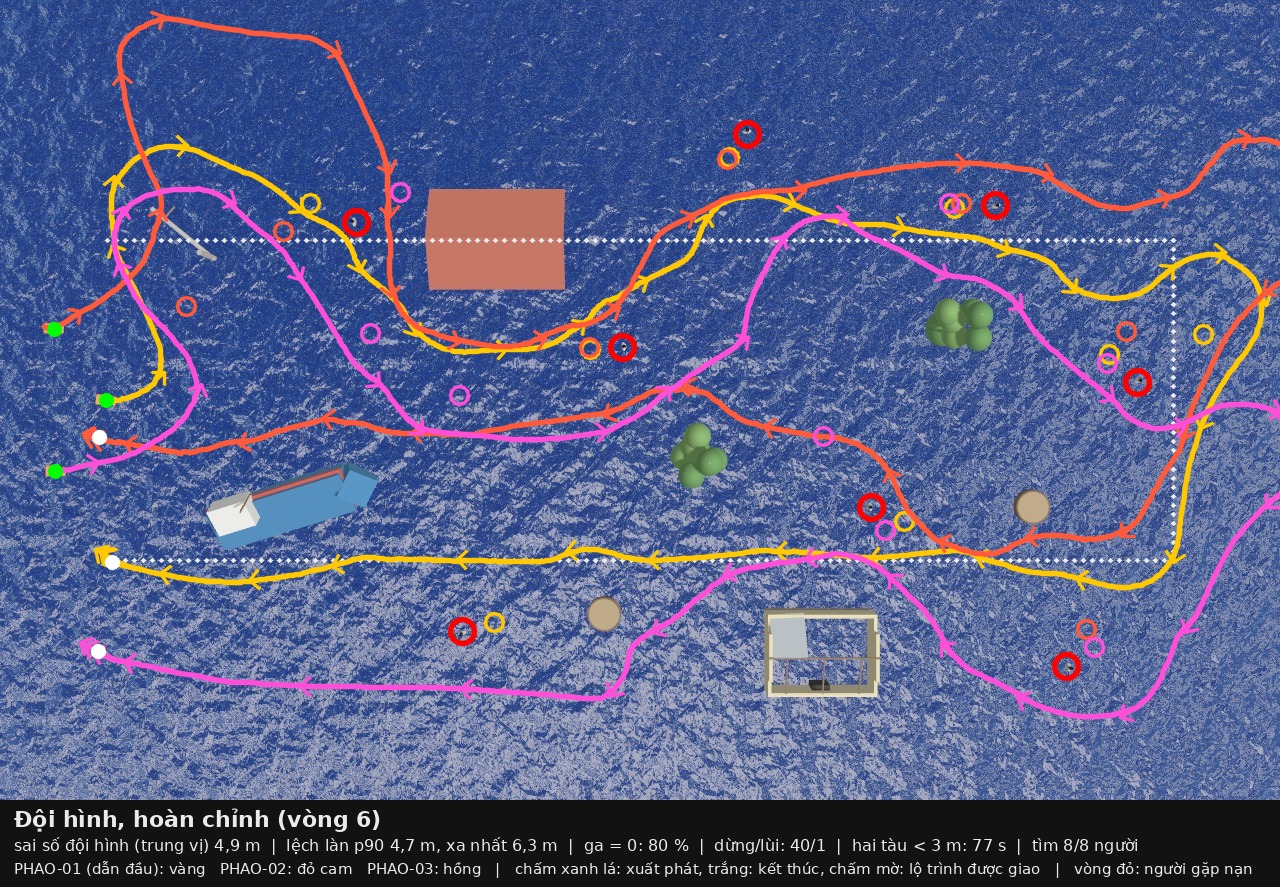 Đội hình, hoàn chỉnh (vòng 6)
sai số đội hình (trung vị) 4,9 m | lệch làn p90 4,7 m, xa nhất 6,3 m | ga = 0: 80 % | dừng/lùi: 40/1 | hai tàu < 3 m: 77 s | tìm 8/8 người
PHAO-01 (dẫn đầu): vàng PHAO-02: đỏ cam PHAO-03: hồng | chấm xanh lá: xuất phát, trắng: kết thúc, chấm mờ: lộ trình được giao | vòng đỏ: người gặp nạn